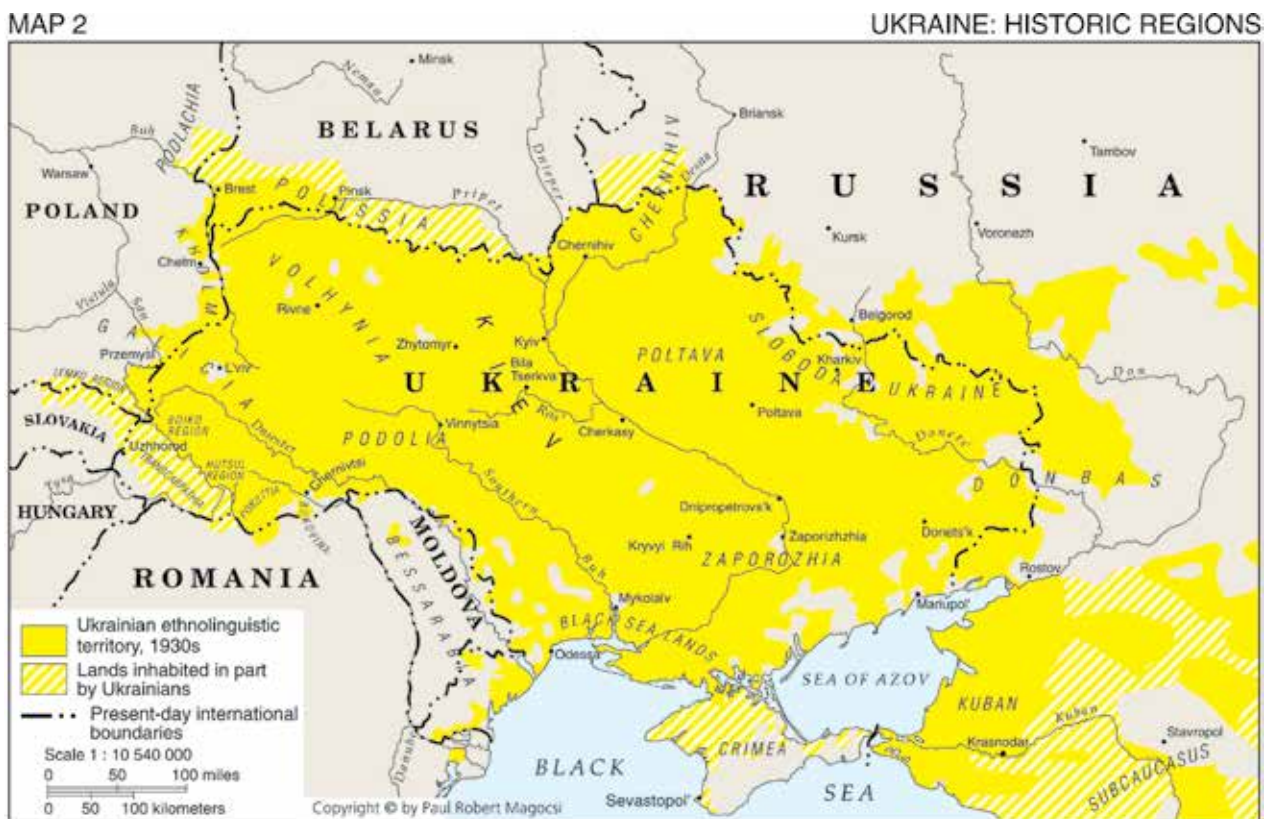 MAP 2
UKRAINE: HISTORIC REGIONS
Minsk
Neman
PODLACHIA
BELARUS
Briansk
Buh
CHERNIHIV
Dnieper
Desna
Tambov
Warsaw
RUSSIA
Brest
POLISSIA
Pinsk
Pripet
POLAND
KHOLM
Chernihiv
Kursk
Voronezh
Chełm
VOLHYNIA
Vistula
San
Rivne
Belgorod
GALICIA
Zhytomyr
Kyiv
KIEV
POLTAVA
SLOBODA
Kharkiv
Przemyśl
L'viv
Bila
Tserkva
UKRAINE
Don
LEMKO REGION
UKRAINE
Ros'
Poltava
SLOVAKIA
BOIKO
REGION
Dniester
Vinnytsia
Cherkasy
Donets'
Uzhhorod
PODOLIA
HUTSUL
REGION
Chernivtsi
TRANSCARPATHIA
POKUTTIA
DONBAS
Tysa
Southern
Buh
BUKOVINA
HUNGARY
Dnipropetrovs'k
MOLDOVA
Donets'k
Zaporizhzhia
BESSARABIA
Kryvyi Rih
ZAPOROZHIA
ROMANIA
Rostov
Mykolaïv
Mariupol'
BLACK SEA LANDS
Odessa
SEA OF AZOV
KUBAN
Kuban
Stavropol
CRIMEA
Krasnodar
SUBCAUCASUS
Danube
BLACK
SEA
Sevastopol'
Ukrainian ethnolinguistic
territory, 1930s
Lands inhabited in part
by Ukrainians
Present-day international
boundaries
Scale 1 : 10 540 000
0 50 100 miles
0 50 100 kilometers
Copyright © by Paul Robert Magocsi